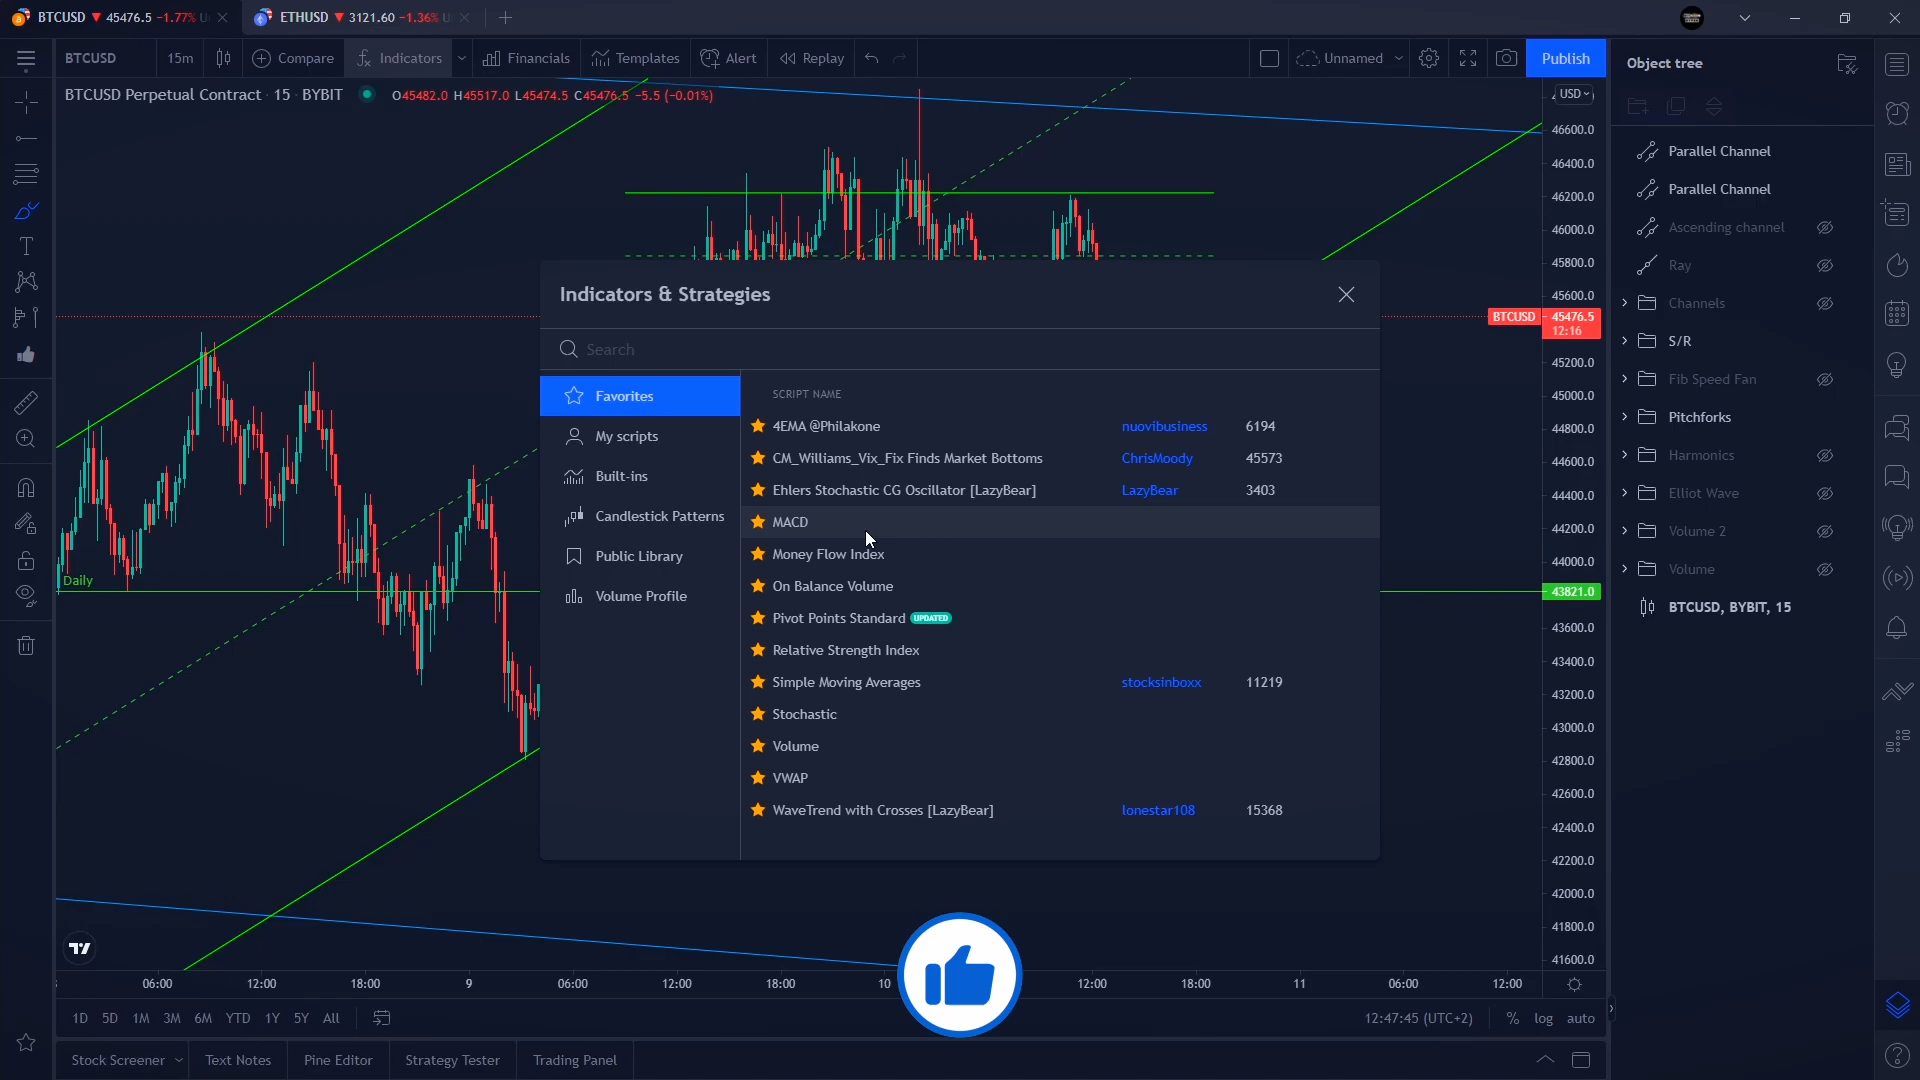 BTCUSD ▼ 45476.5 −1.77% U
ETHUSD ▼ 3121.60 −1.36% U
BTCUSD 15m Compare Indicators Financials Templates Alert Replay Unnamed Publish
Object tree
BTCUSD Perpetual Contract · 15 · BYBIT O45482.0 H45517.0 L45474.5 C45476.5 −5.5 (−0.01%)
USD
46600.0
46400.0
46200.0
46000.0
45800.0
45600.0
BTCUSD 45476.5
12:16
45200.0
45000.0
44800.0
44600.0
44400.0
44200.0
44000.0
43821.0
43600.0
43400.0
43200.0
43000.0
42800.0
42600.0
42400.0
42200.0
42000.0
41800.0
41600.0
Daily
Indicators & Strategies
Search
Favorites
My scripts
Built-ins
Candlestick Patterns
Public Library
Volume Profile
SCRIPT NAME
4EMA @Philakone nuovibusiness 6194
CM_Williams_Vix_Fix Finds Market Bottoms ChrisMoody 45573
Ehlers Stochastic CG Oscillator [LazyBear] LazyBear 3403
MACD
Money Flow Index
On Balance Volume
Pivot Points Standard UPDATED
Relative Strength Index
Simple Moving Averages stocksinboxx 11219
Stochastic
Volume
VWAP
WaveTrend with Crosses [LazyBear] lonestar108 15368
Parallel Channel
Parallel Channel
Ascending channel
Ray
Channels
S/R
Fib Speed Fan
Pitchforks
Harmonics
Elliot Wave
Volume 2
Volume
BTCUSD, BYBIT, 15
06:00 12:00 18:00 9 06:00 12:00 18:00 10 12:00 18:00 11 06:00 12:00
1D 5D 1M 3M 6M YTD 1Y 5Y All 12:47:45 (UTC+2) % log auto
Stock Screener Text Notes Pine Editor Strategy Tester Trading Panel